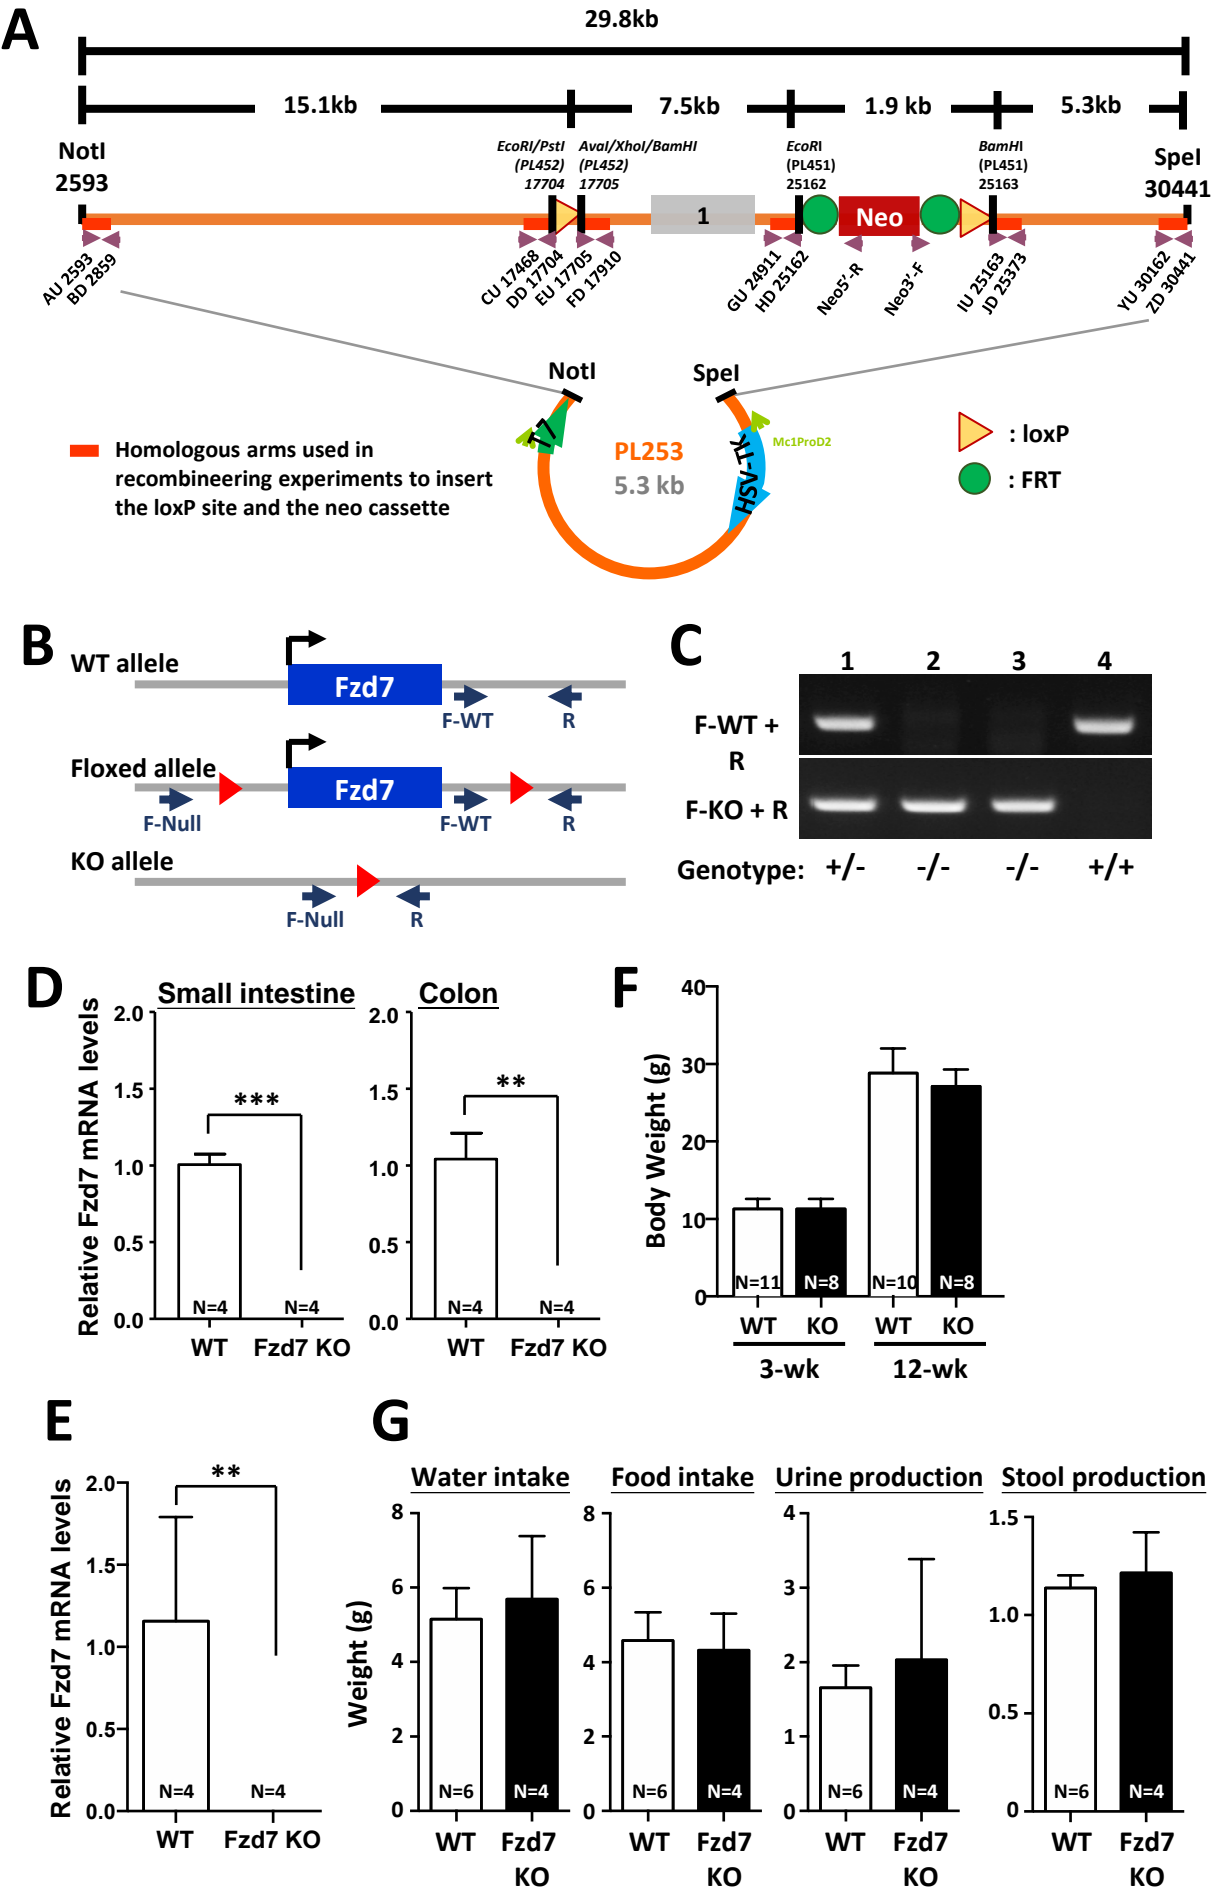 A
29.8kb
15.1kb 7.5kb 1.9 kb 5.3kb
NotI
2593
EcoRI/PstI
(PL452)
17704
AvaI/XhoI/BamHI
(PL452)
17705
EcoRI
(PL451)
25162
BamHI
(PL451)
25163
SpeI
30441
1
Neo
AU 2593
BD 2859
CU 17468
DD 17704
EU 17705
FD 17910
GU 24911
HD 25162
Neo5'-R
Neo3'-F
IU 25163
JD 25373
YU 30162
ZD 30441
NotI
SpeI
T7
HSV-TK
Mc1ProD2
PL253
5.3 kb
Homologous arms used in
recombineering experiments to insert
the loxP site and the neo cassette
: loxP
: FRT
B
WT allele
Fzd7
F-WT R
Floxed allele
Fzd7
F-Null F-WT R
KO allele
F-Null R
C
1 2 3 4
F-WT +
R
F-KO + R
Genotype: +/- -/- -/- +/+
D
Relative Fzd7 mRNA levels
Small intestine
2.0
1.5
1.0
0.5
0.0
***
N=4 N=4
WT Fzd7 KO
Colon
2.0
1.5
1.0
0.5
0.0
**
N=4 N=4
WT Fzd7 KO
F
Body Weight (g)
40
30
20
10
0
N=11 N=8 N=10 N=8
WT KO WT KO
3-wk 12-wk
E
Relative Fzd7 mRNA levels
2.0
1.5
1.0
0.5
0.0
**
N=4 N=4
WT Fzd7 KO
G
Weight (g)
Water intake
8
6
4
2
0
N=6 N=4
WT Fzd7
KO
Food intake
8
6
4
2
0
N=6 N=4
WT Fzd7
KO
Urine production
4
3
2
1
0
N=6 N=4
WT Fzd7
KO
Stool production
1.5
1.0
0.5
0
N=6 N=4
WT Fzd7
KO